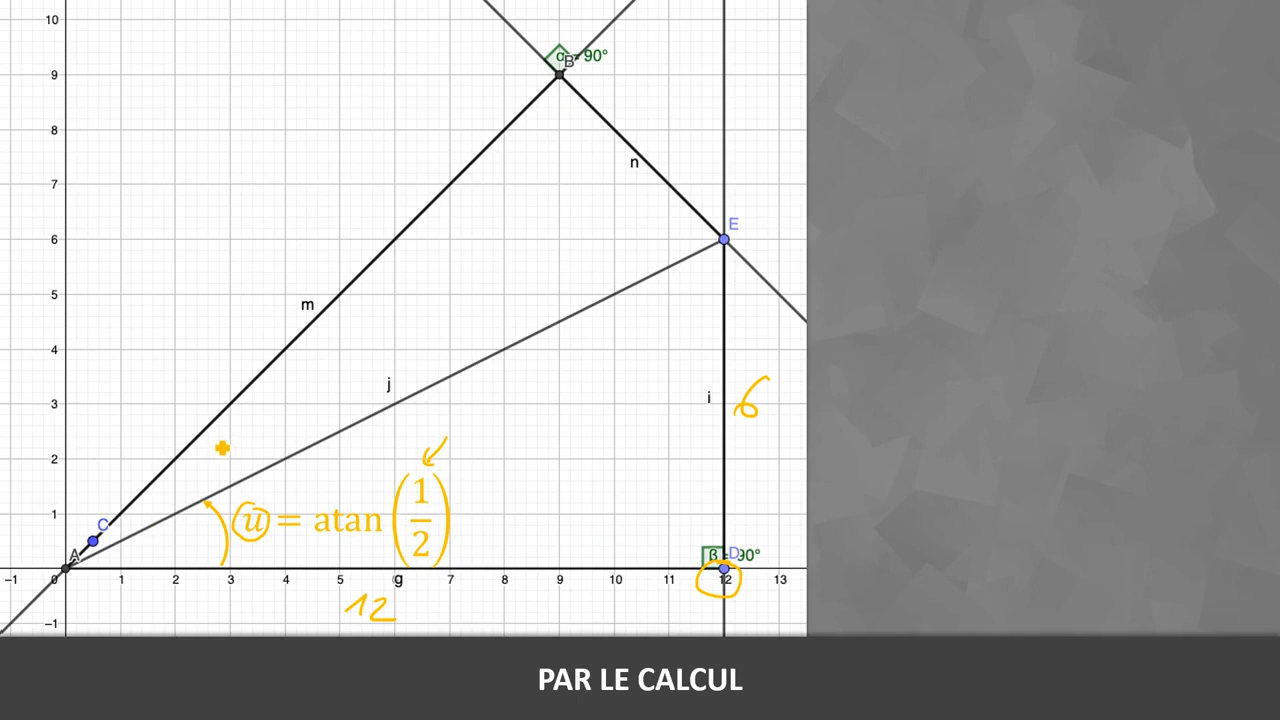 10
α = 90°
B
9
8
n
7
E
6
5
m
4
j
i
3
6
2
u = atan (1/2)
1
C
A
β = 90°
D
−1
0
1
2
3
4
5
6
g
7
8
9
10
11
12
13
12
−1
PAR LE CALCUL